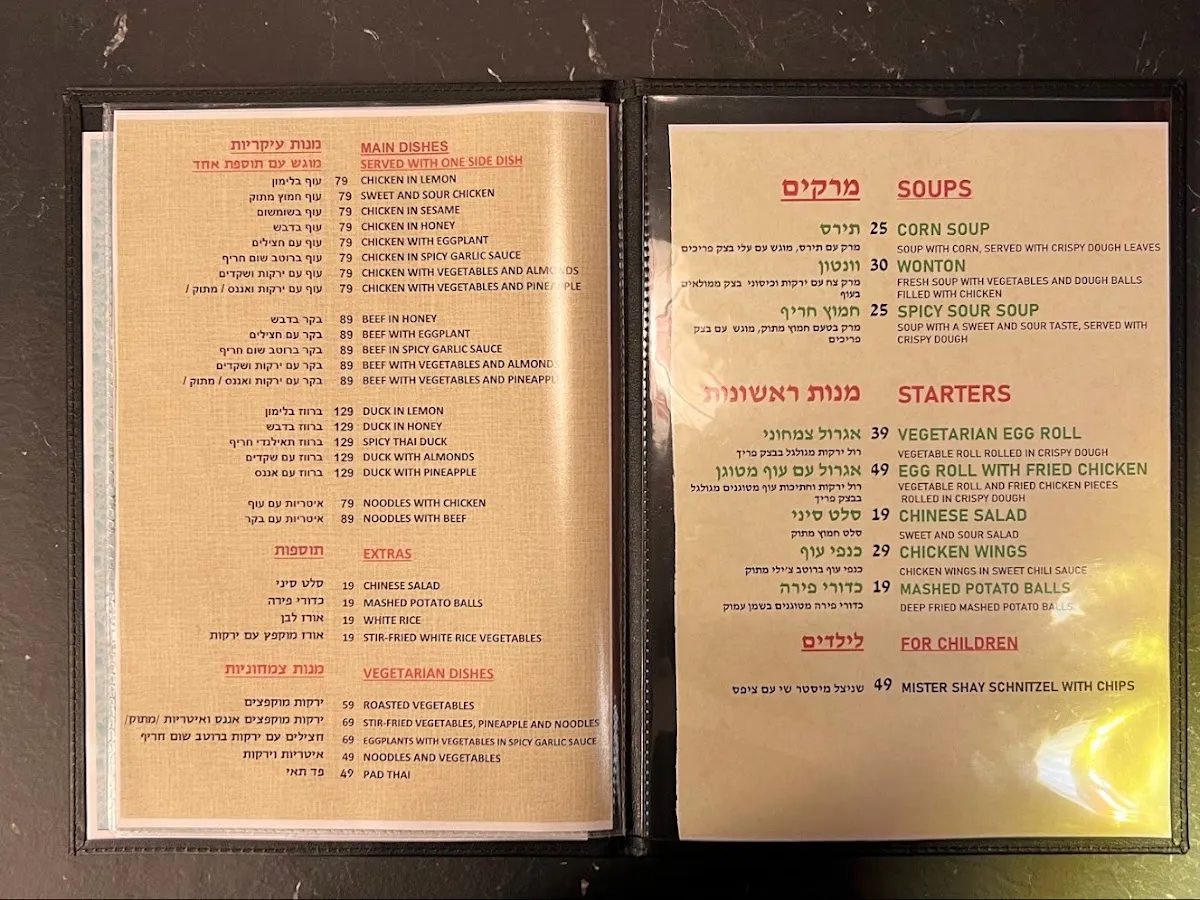 מנות עיקריות MAIN DISHES
מוגש עם תוספת אחד SERVED WITH ONE SIDE DISH
עוף בלימון 79 CHICKEN IN LEMON
עוף חמוץ מתוק 79 SWEET AND SOUR CHICKEN
עוף בשומשום 79 CHICKEN IN SESAME
עוף בדבש 79 CHICKEN IN HONEY
עוף עם חצילים 79 CHICKEN WITH EGGPLANT
עוף ברוטב שום חריף 79 CHICKEN IN SPICY GARLIC SAUCE
עוף עם ירקות ושקדים 79 CHICKEN WITH VEGETABLES AND ALMONDS
עוף עם ירקות ואננס / מתוק / 79 CHICKEN WITH VEGETABLES AND PINEAPPLE
בקר בדבש 89 BEEF IN HONEY
בקר עם חצילים 89 BEEF WITH EGGPLANT
בקר ברוטב שום חריף 89 BEEF IN SPICY GARLIC SAUCE
בקר עם ירקות ושקדים 89 BEEF WITH VEGETABLES AND ALMONDS
בקר עם ירקות ואננס / מתוק / 89 BEEF WITH VEGETABLES AND PINEAPPLE
ברווז בלימון 129 DUCK IN LEMON
ברווז בדבש 129 DUCK IN HONEY
ברווז תאילנדי חריף 129 SPICY THAI DUCK
ברווז עם שקדים 129 DUCK WITH ALMONDS
ברווז עם אננס 129 DUCK WITH PINEAPPLE
איטריות עם עוף 79 NOODLES WITH CHICKEN
איטריות עם בקר 89 NOODLES WITH BEEF
תוספות EXTRAS
סלט סיני 19 CHINESE SALAD
כדורי פירה 19 MASHED POTATO BALLS
אורז לבן 19 WHITE RICE
אורז מוקפץ עם ירקות 19 STIR-FRIED WHITE RICE VEGETABLES
מנות צמחוניות VEGETARIAN DISHES
ירקות מוקפצים 59 ROASTED VEGETABLES
ירקות מוקפצים אננס ואיטריות /מתוק/ 69 STIR-FRIED VEGETABLES, PINEAPPLE AND NOODLES
חצילים עם ירקות ברוטב שום חריף 69 EGGPLANTS WITH VEGETABLES IN SPICY GARLIC SAUCE
איטריות וירקות 49 NOODLES AND VEGETABLES
פד תאי 49 PAD THAI
מרקים SOUPS
תירס 25 CORN SOUP
מרק עם תירס, מוגש עם עלי בצק פריכים SOUP WITH CORN, SERVED WITH CRISPY DOUGH LEAVES
וונטון 30 WONTON
מרק צח עם ירקות וכיסוני בצק ממולאים FRESH SOUP WITH VEGETABLES AND DOUGH BALLS
בעוף FILLED WITH CHICKEN
חמוץ חריף 25 SPICY SOUR SOUP
מרק בטעם חמוץ מתוק, מוגש עם בצק SOUP WITH A SWEET AND SOUR TASTE, SERVED WITH
פריכים CRISPY DOUGH
מנות ראשונות STARTERS
אגרול צמחוני 39 VEGETARIAN EGG ROLL
רול ירקות מגולגל בבצק פריך VEGETABLE ROLL ROLLED IN CRISPY DOUGH
אגרול עם עוף מטוגן 49 EGG ROLL WITH FRIED CHICKEN
רול ירקות וחתיכות עוף מטוגנים מגולגל VEGETABLE ROLL AND FRIED CHICKEN PIECES
בבצק פריך ROLLED IN CRISPY DOUGH
סלט סיני 19 CHINESE SALAD
סלט חמוץ מתוק SWEET AND SOUR SALAD
כנפי עוף 29 CHICKEN WINGS
כנפי עוף ברוטב צ'ילי מתוק CHICKEN WINGS IN SWEET CHILI SAUCE
כדורי פירה 19 MASHED POTATO BALLS
כדורי פירה מטוגנים בשמן עמוק DEEP FRIED MASHED POTATO BALLS
לילדים FOR CHILDREN
שניצל מיסטר שי עם ציפס 49 MISTER SHAY SCHNITZEL WITH CHIPS